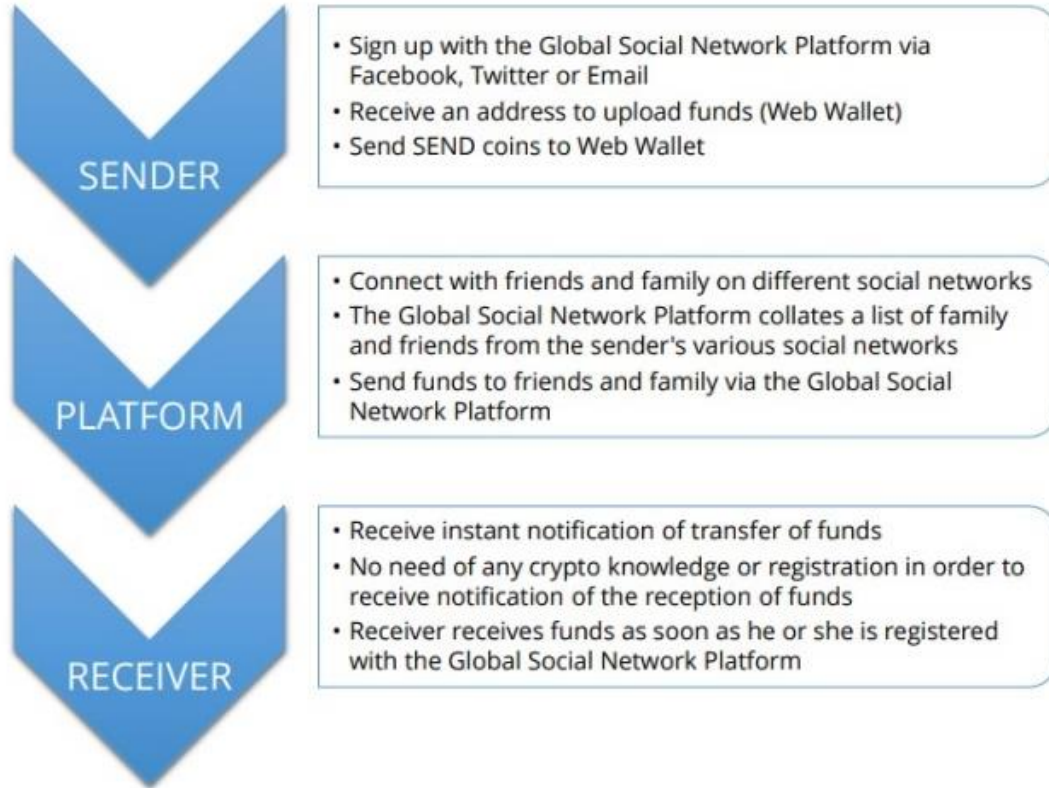 SENDER
• Sign up with the Global Social Network Platform via
Facebook, Twitter or Email
• Receive an address to upload funds (Web Wallet)
• Send SEND coins to Web Wallet
PLATFORM
• Connect with friends and family on different social networks
• The Global Social Network Platform collates a list of family
and friends from the sender's various social networks
• Send funds to friends and family via the Global Social
Network Platform
RECEIVER
• Receive instant notification of transfer of funds
• No need of any crypto knowledge or registration in order to
receive notification of the reception of funds
• Receiver receives funds as soon as he or she is registered
with the Global Social Network Platform